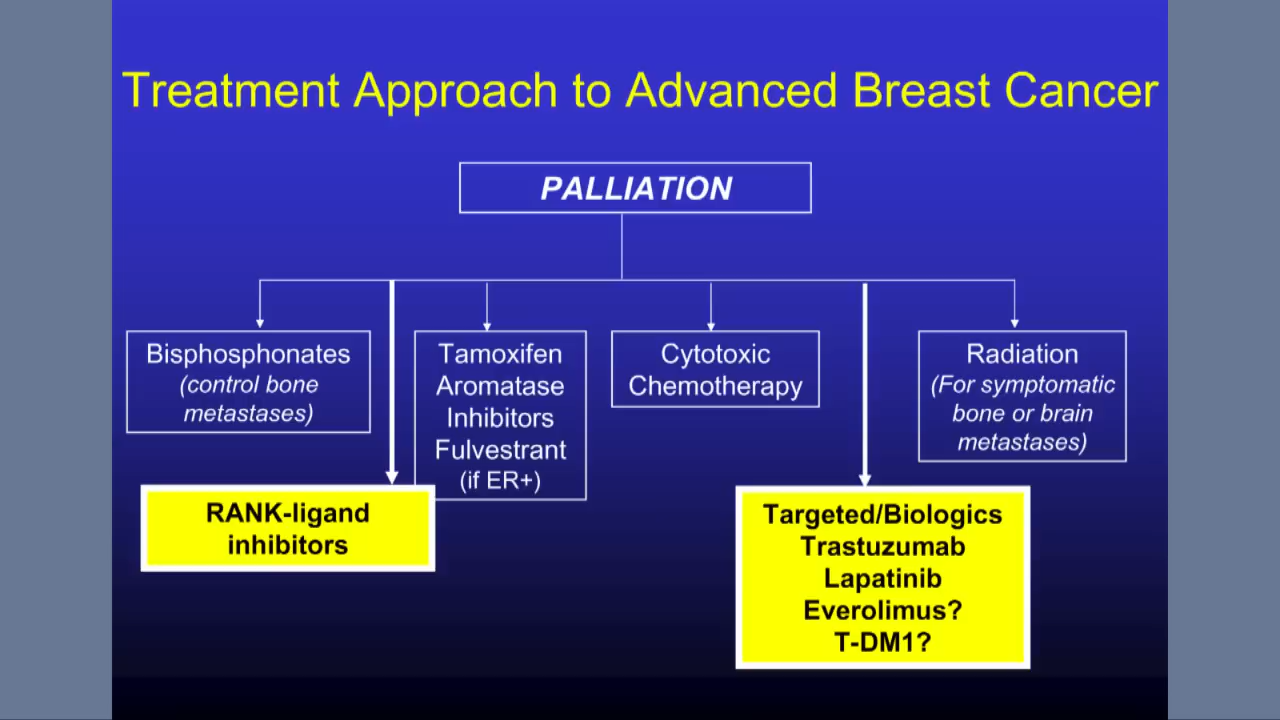 Treatment Approach to Advanced Breast Cancer
PALLIATION
Bisphosphonates
(control bone
metastases)
RANK-ligand
inhibitors
Tamoxifen
Aromatase
Inhibitors
Fulvestrant
(if ER+)
Cytotoxic
Chemotherapy
Targeted/Biologics
Trastuzumab
Lapatinib
Everolimus?
T-DM1?
Radiation
(For symptomatic
bone or brain
metastases)